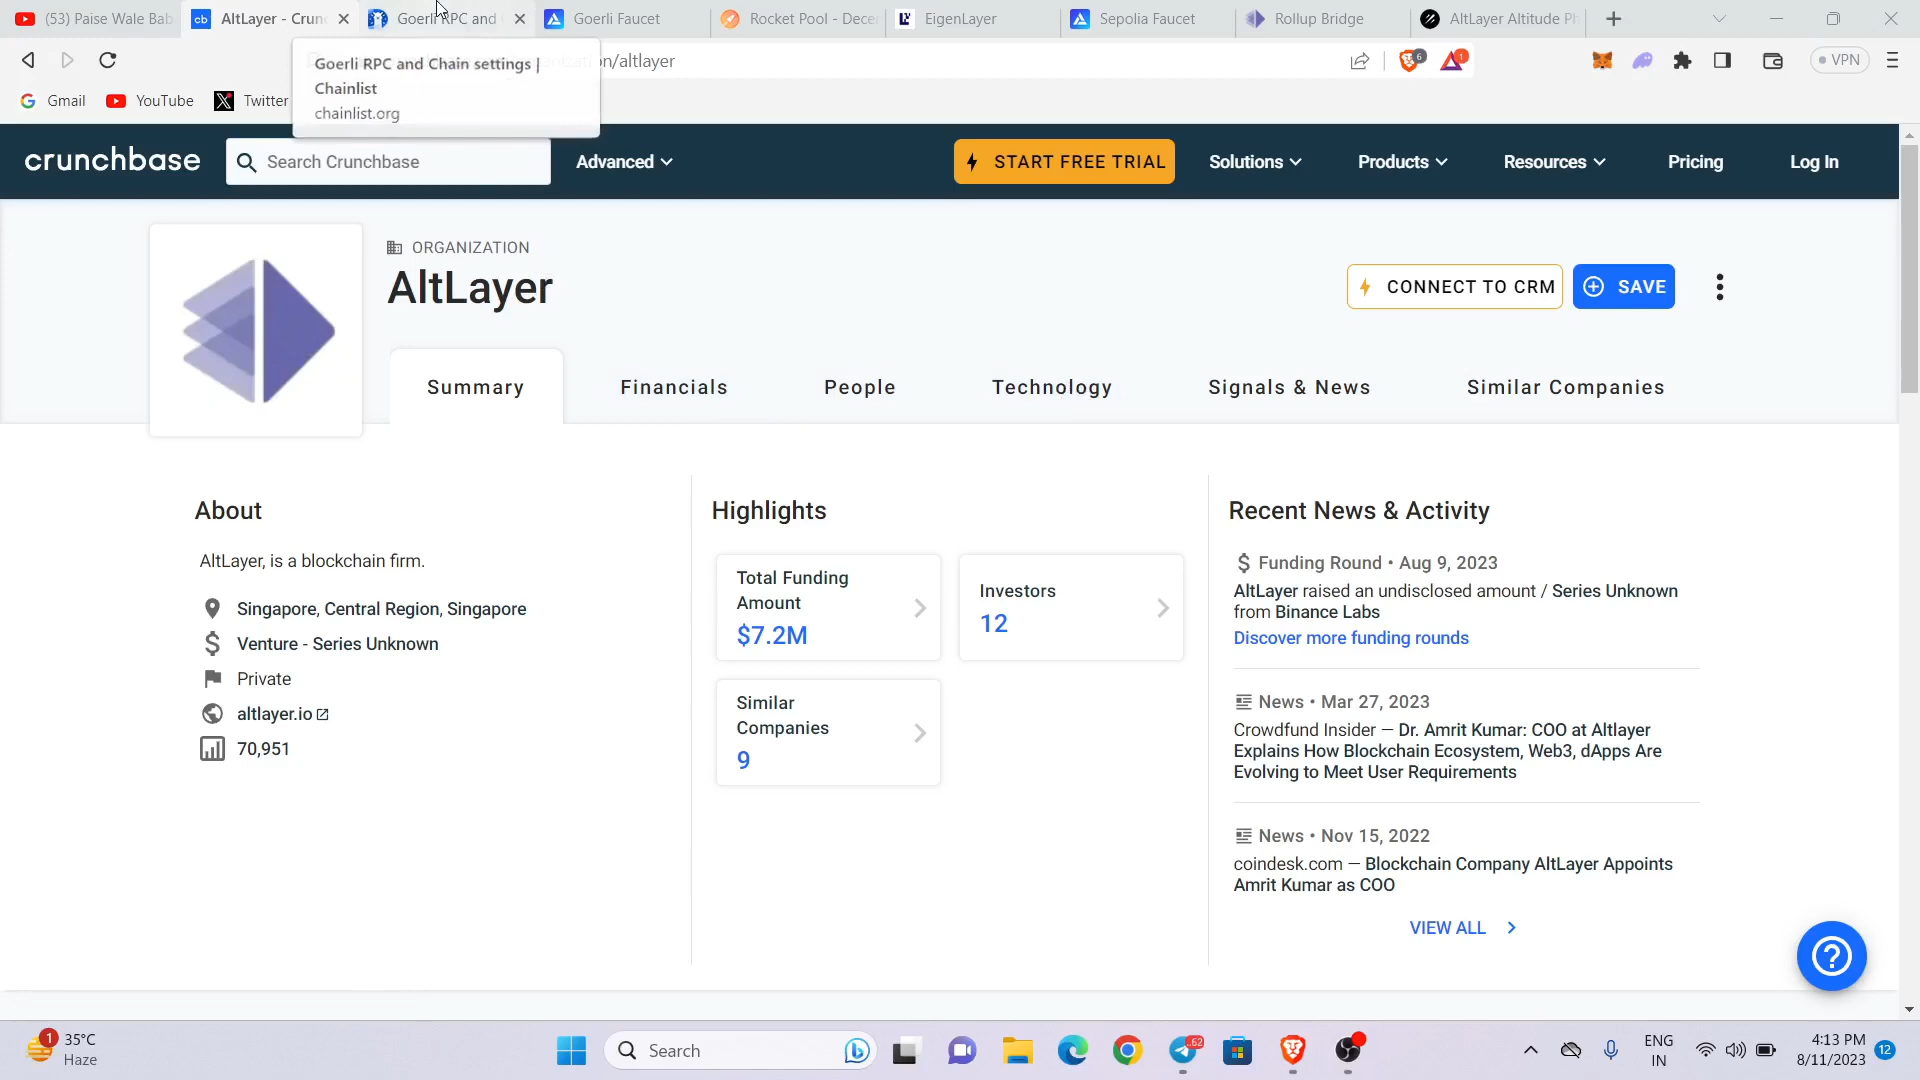 (53) Paise Wale Bab
AltLayer - Crun
Goerli RPC and
Goerli Faucet
Rocket Pool - Decen
EigenLayer
Sepolia Faucet
Rollup Bridge
AltLayer Altitude Ph
Goerli RPC and Chain settings |
Chainlist
chainlist.org
n/altlayer
6
1
VPN
Gmail
YouTube
Twitter
crunchbase
Search Crunchbase
Advanced
START FREE TRIAL
Solutions
Products
Resources
Pricing
Log In
ORGANIZATION
AltLayer
CONNECT TO CRM
SAVE
Summary
Financials
People
Technology
Signals & News
Similar Companies
About
AltLayer, is a blockchain firm.
Singapore, Central Region, Singapore
Venture - Series Unknown
Private
altlayer.io
70,951
Highlights
Total Funding
Amount
$7.2M
Investors
12
Similar
Companies
9
Recent News & Activity
Funding Round • Aug 9, 2023
AltLayer raised an undisclosed amount / Series Unknown
from Binance Labs
Discover more funding rounds
News • Mar 27, 2023
Crowdfund Insider — Dr. Amrit Kumar: COO at Altlayer
Explains How Blockchain Ecosystem, Web3, dApps Are
Evolving to Meet User Requirements
News • Nov 15, 2022
coindesk.com — Blockchain Company AltLayer Appoints
Amrit Kumar as COO
VIEW ALL
1
35°C
Haze
Search
62
ENG
IN
4:13 PM
8/11/2023
12